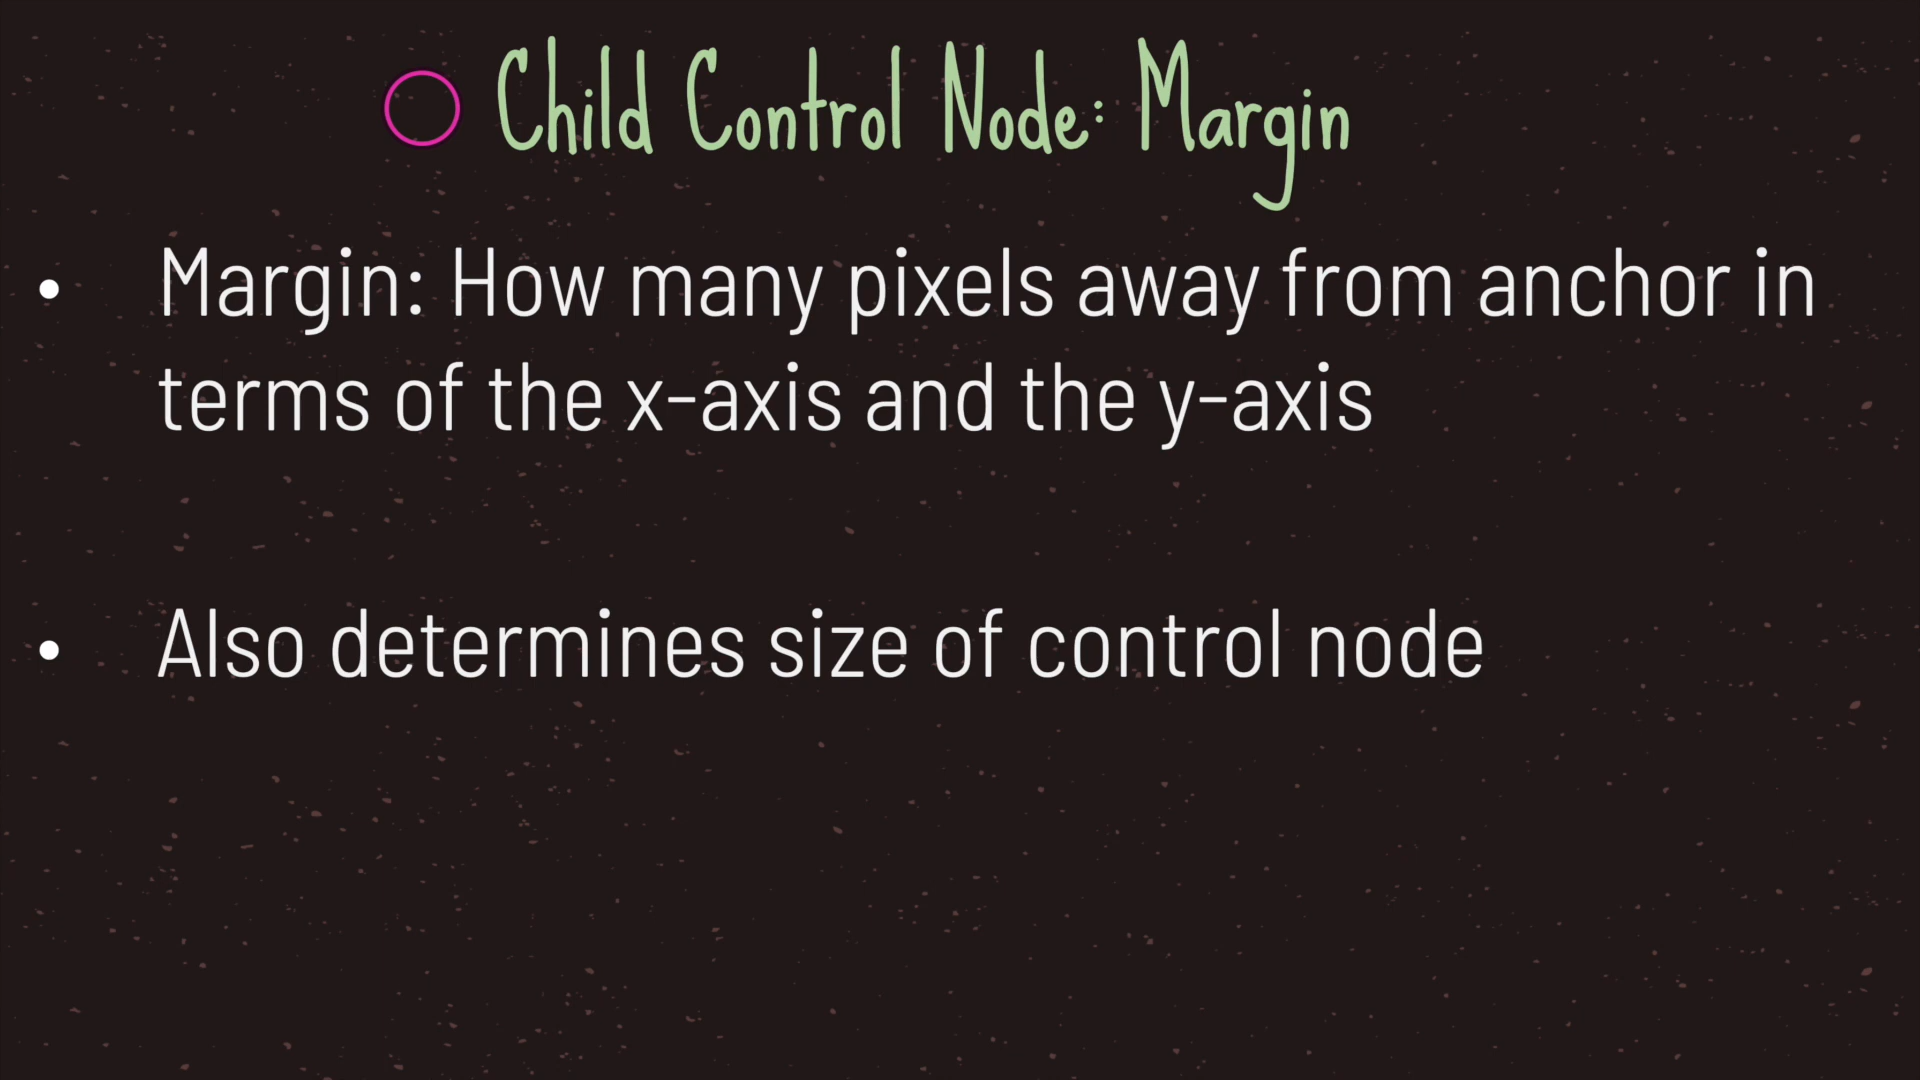 Child Control Node: Margin
• Margin: How many pixels away from anchor in
terms of the x-axis and the y-axis
• Also determines size of control node